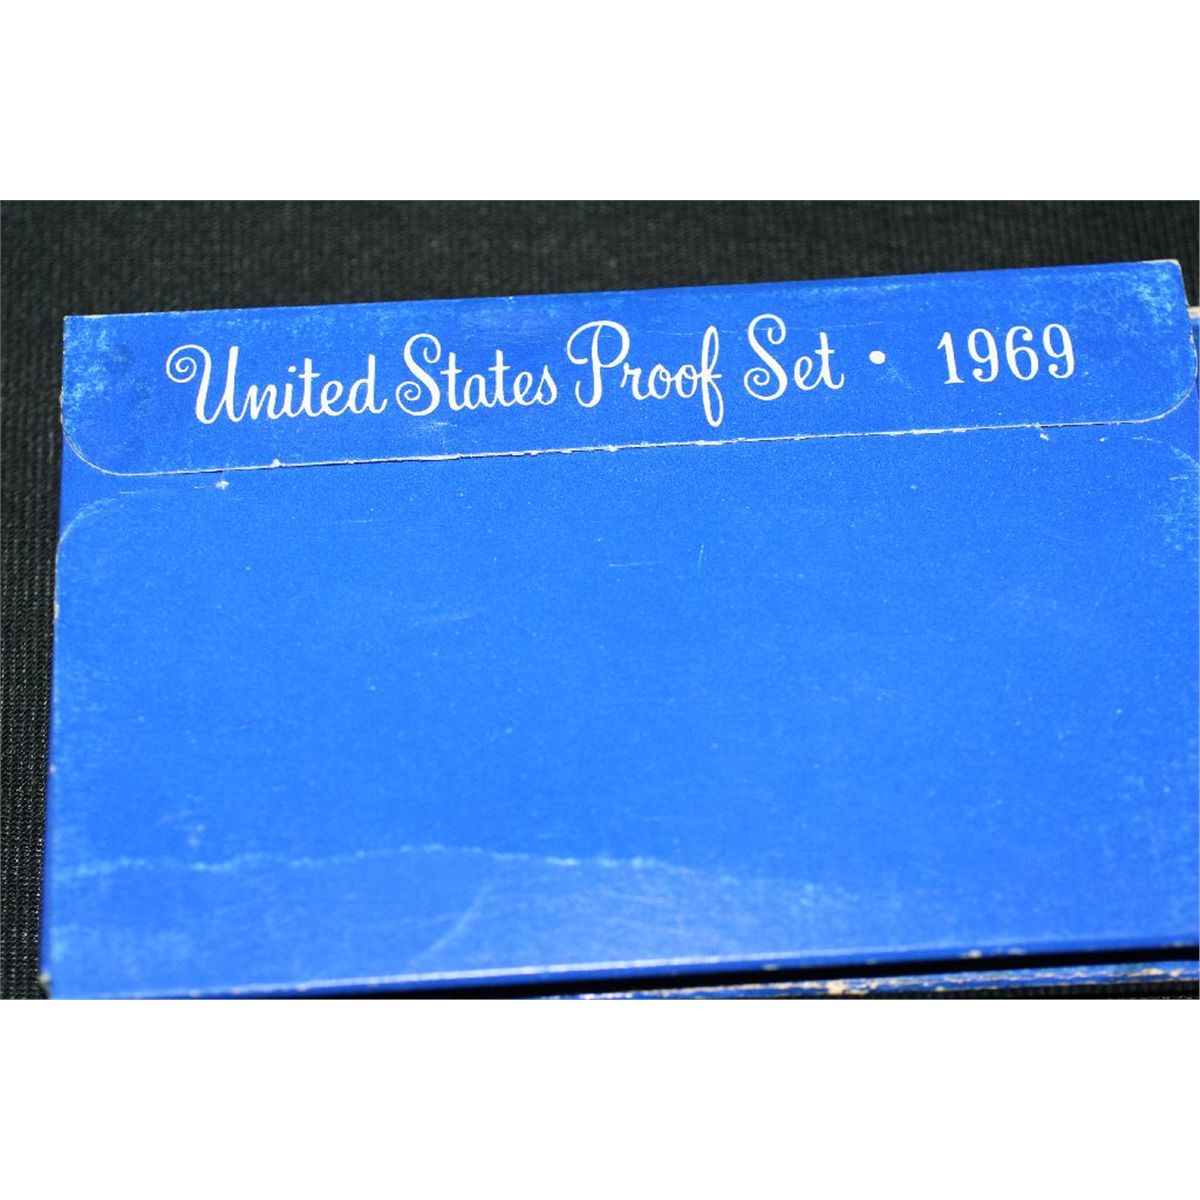 United States Proof Set • 1969